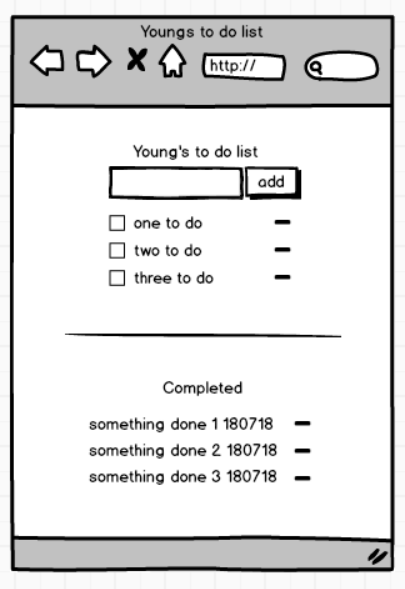 Youngs to do list
http://
Young's to do list
add
one to do
two to do
three to do
Completed
something done 1 180718
something done 2 180718
something done 3 180718